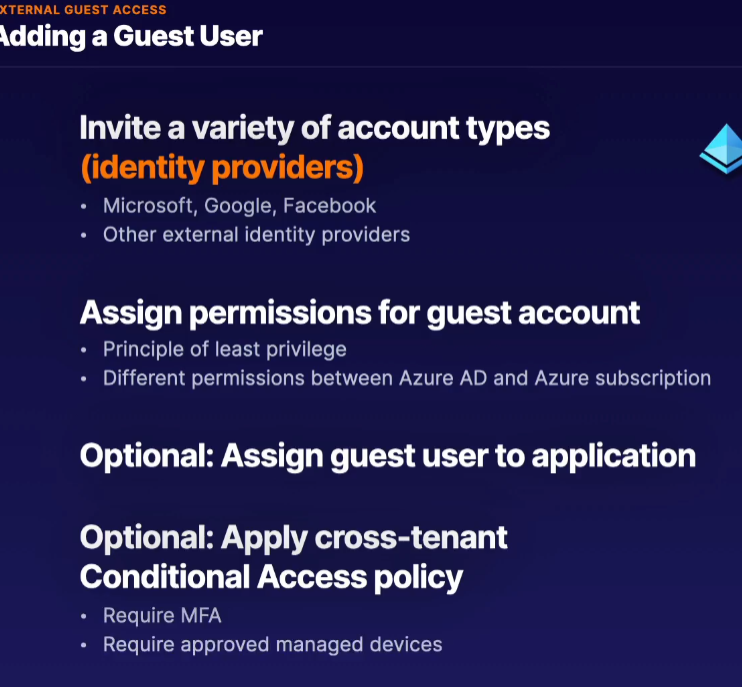 XTERNAL GUEST ACCESS
Adding a Guest User
Invite a variety of account types
(identity providers)
• Microsoft, Google, Facebook
• Other external identity providers
Assign permissions for guest account
• Principle of least privilege
• Different permissions between Azure AD and Azure subscription
Optional: Assign guest user to application
Optional: Apply cross-tenant
Conditional Access policy
• Require MFA
• Require approved managed devices